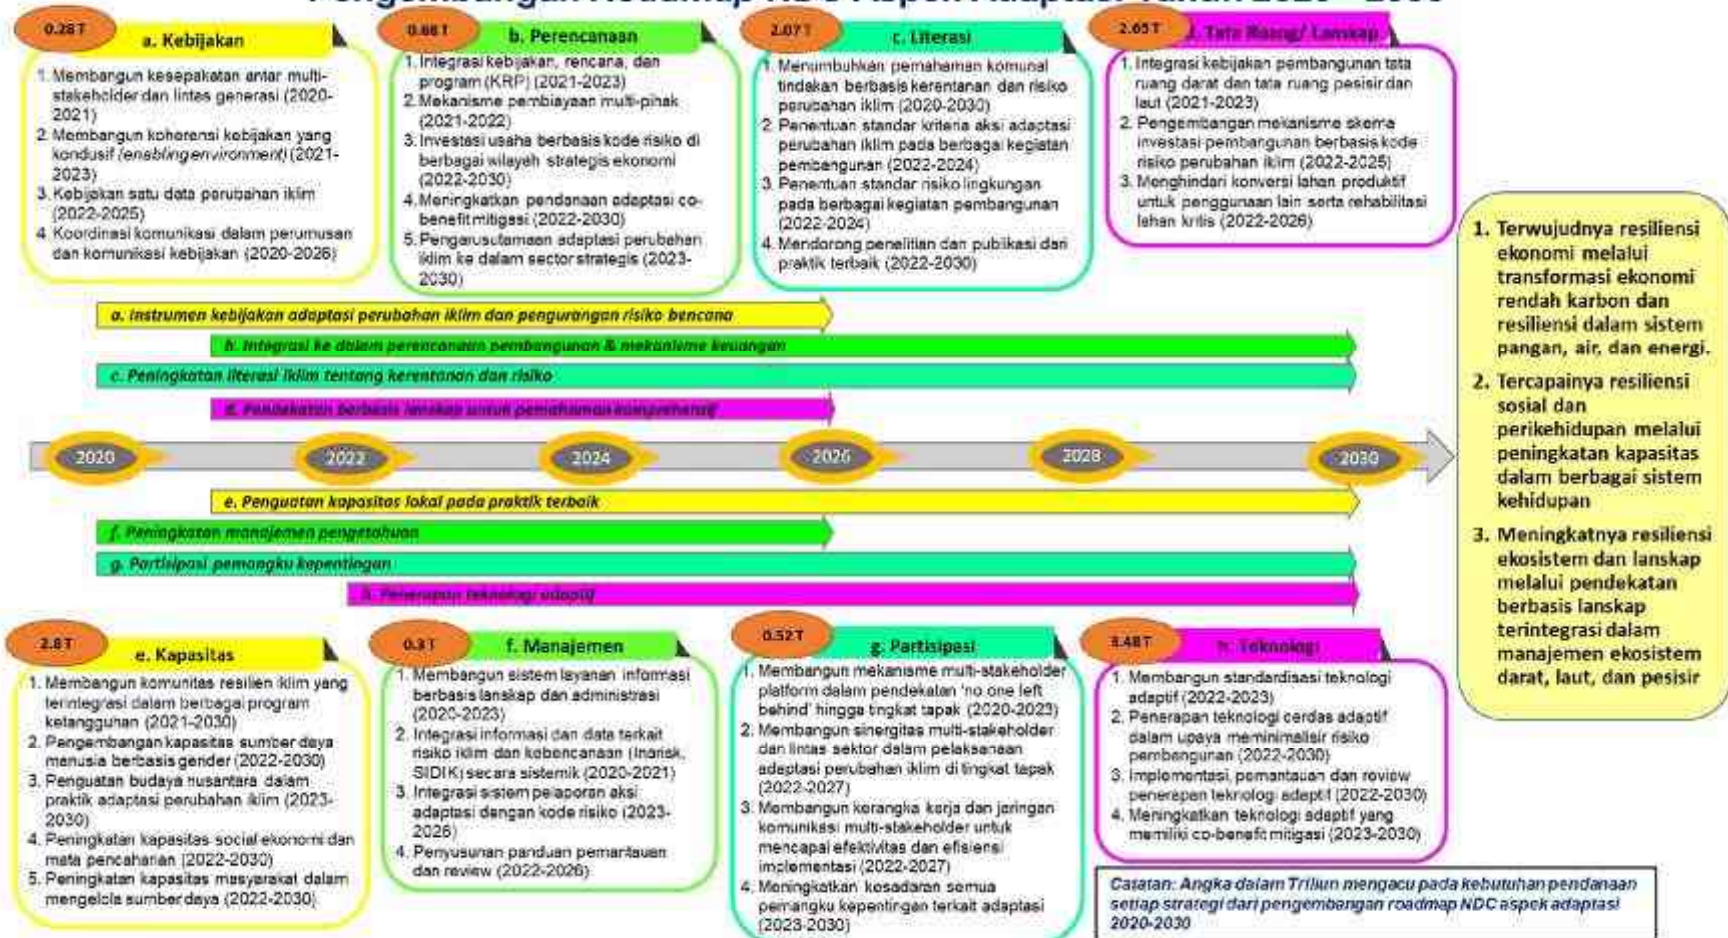 Pengembangan Roadmap NDC Aspek Adaptasi Tahun 2020 - 2030
0.28 T
a. Kebijakan
1. Membangun kesepakatan antar multi-
stakeholder dan lintas generasi (2020-
2021)
2. Membangun koherensi kebijakan yang
kondusif (enabling environment) (2021-
2023)
3. Kebijakan satu data perubahan iklim
(2022-2025)
4. Koordinasi komunikasi dalam perumusan
dan komunikasi kebijakan (2020-2026)
b. Perencanaan
1. Integrasi kebijakan, rencana, dan
program (KRP) (2021-2023)
2. Mekanisme pembiayaan multi-pihak
(2021-2022)
3. Investasi usaha berbasis kode risiko di
berbagai wilayah strategis ekonomi
(2022-2030)
4. Meningkatkan pendanaan adaptasi co-
benefit mitigasi (2022-2030)
5. Pengarusutamaan adaptasi perubahan
iklim ke dalam sector strategis (2023-
2030)
2.07 T
c. Literasi
1. Menumbuhkan pemahaman komunal
tindakan berbasis kerentanan dan risiko
perubahan iklim (2020-2030)
2. Penentuan standar kriteria aksi adaptasi
perubahan iklim pada berbagai kegiatan
pembangunan (2022-2024)
3. Penentuan standar risiko lingkungan
pada berbagai kegiatan pembangunan
(2022-2024)
4. Mendorong penelitian dan publikasi dari
praktik terbaik (2022-2030)
2.65 T
d. Tata Ruang/ Lanskap
1. Integrasi kebijakan pembangunan tata
ruang darat dan tata ruang pesisir dan
laut (2021-2023)
2. Pengembangan mekanisme skema
investasi pembangunan berbasis kode
risiko perubahan iklim (2022-2025)
3. Menghindari konversi lahan produktif
untuk penggunaan lain serta rehabilitasi
lahan kritis (2022-2026)
a. Instrumen kebijakan adaptasi perubahan iklim dan pengurangan risiko bencana
b. Integrasi ke dalam perencanaan pembangunan & mekanisme keuangan
c. Peningkatan literasi iklim tentang kerentanan dan risiko
d. Pendekatan berbasis lanskap untuk pemahaman komprehensif
2020
2022
2024
2026
2028
2030
e. Penguatan kapasitas lokal pada praktik terbaik
f. Peningkatan manajemen pengetahuan
g. Partisipasi pemangku kepentingan
h. Penerapan teknologi adaptif
1. Terwujudnya resiliensi
ekonomi melalui
transformasi ekonomi
rendah karbon dan
resiliensi dalam sistem
pangan, air, dan energi.
2. Tercapainya resiliensi
sosial dan
perikehidupan melalui
peningkatan kapasitas
dalam berbagai sistem
kehidupan
3. Meningkatnya resiliensi
ekosistem dan lanskap
melalui pendekatan
berbasis lanskap
terintegrasi dalam
manajemen ekosistem
darat, laut, dan pesisir
2.8 T
e. Kapasitas
1. Membangun komunitas resilien iklim yang
terintegrasi dalam berbagai program
ketangguhan (2021-2030)
2. Pengembangan kapasitas sumber daya
manusia berbasis gender (2022-2030)
3. Penguatan budaya nusantara dalam
praktik adaptasi perubahan iklim (2023-
2030)
4. Peningkatan kapasitas social ekonomi dan
mata pencaharian (2022-2030)
5. Peningkatan kapasitas masyarakat dalam
mengelola sumber daya (2022-2030)
0.3 T
f. Manajemen
1. Membangun sistem layanan informasi
berbasis lanskap dan administrasi
(2020-2023)
2. Integrasi informasi dan data terkait
risiko iklim dan kebencanaan (Inarisk,
SIDIK) secara sistemik (2020-2021)
3. Integrasi sistem pelaporan aksi
adaptasi dengan kode risiko (2023-
2026)
4. Penyusunan panduan pemantauan
dan review (2022-2026)
0.52 T
g. Partisipasi
1. Membangun mekanisme multi-stakeholder
platform dalam pendekatan 'no one left
behind' hingga tingkat tapak (2020-2023)
2. Membangun sinergitas multi-stakeholder
dan lintas sektor dalam pelaksanaan
adaptasi perubahan iklim di tingkat tapak
(2022-2027)
3. Membangun kerangka kerja dan jaringan
komunikasi multi-stakeholder untuk
mencapai efektivitas dan efisiensi
implementasi (2022-2027)
4. Meningkatkan kesadaran semua
pemangku kepentingan terkait adaptasi
(2023-2030)
h. Teknologi
1. Membangun standardisasi teknologi
adaptif (2022-2023)
2. Penerapan teknologi cerdas adaptif
dalam upaya meminimalisir risiko
pembangunan (2022-2030)
3. Implementasi, pemantauan dan review
penerapan teknologi adaptif (2022-2030)
4. Meningkatkan teknologi adaptif yang
memiliki co-benefit mitigasi (2023-2030)
Catatan: Angka dalam Triliun mengacu pada kebutuhan pendanaan
setiap strategi dari pengembangan roadmap NDC aspek adaptasi
2020-2030